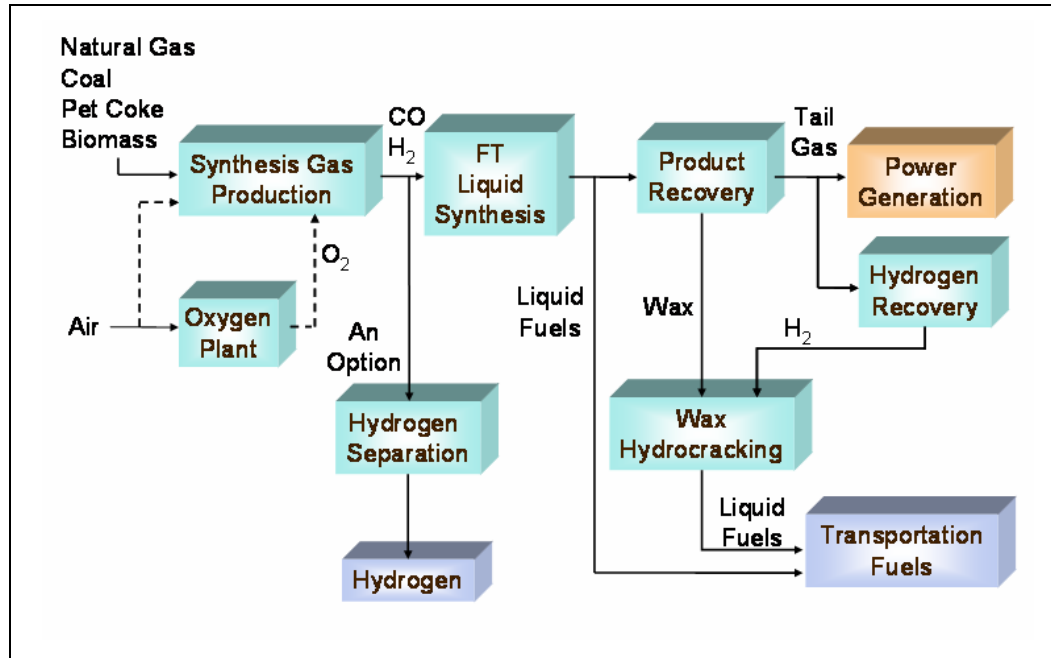 Natural Gas
Coal
Pet Coke
Biomass
Synthesis Gas
Production
CO
H₂
FT
Liquid
Synthesis
Product
Recovery
Tail
Gas
Power
Generation
Air
Oxygen
Plant
O₂
An
Option
Liquid
Fuels
Wax
H₂
Hydrogen
Recovery
Hydrogen
Separation
Wax
Hydrocracking
Hydrogen
Liquid
Fuels
Transportation
Fuels